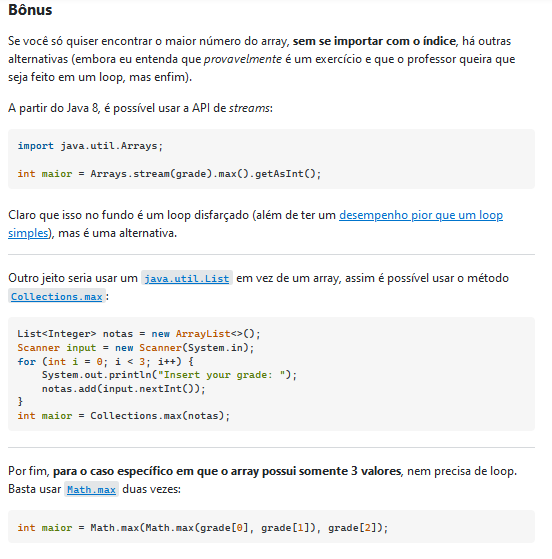 Bônus
Se você só quiser encontrar o maior número do array, sem se importar com o índice, há outras
alternativas (embora eu entenda que provavelmente é um exercício e que o professor queira que
seja feito em um loop, mas enfim).
A partir do Java 8, é possível usar a API de streams:
import java.util.Arrays;
int maior = Arrays.stream(grade).max().getAsInt();
Claro que isso no fundo é um loop disfarçado (além de ter um desempenho pior que um loop
simples), mas é uma alternativa.
Outro jeito seria usar um java.util.List em vez de um array, assim é possível usar o método
Collections.max:
List<Integer> notas = new ArrayList<>();
Scanner input = new Scanner(System.in);
for (int i = 0; i < 3; i++) {
    System.out.println("Insert your grade: ");
    notas.add(input.nextInt());
}
int maior = Collections.max(notas);
Por fim, para o caso específico em que o array possui somente 3 valores, nem precisa de loop.
Basta usar Math.max duas vezes:
int maior = Math.max(Math.max(grade[0], grade[1]), grade[2]);